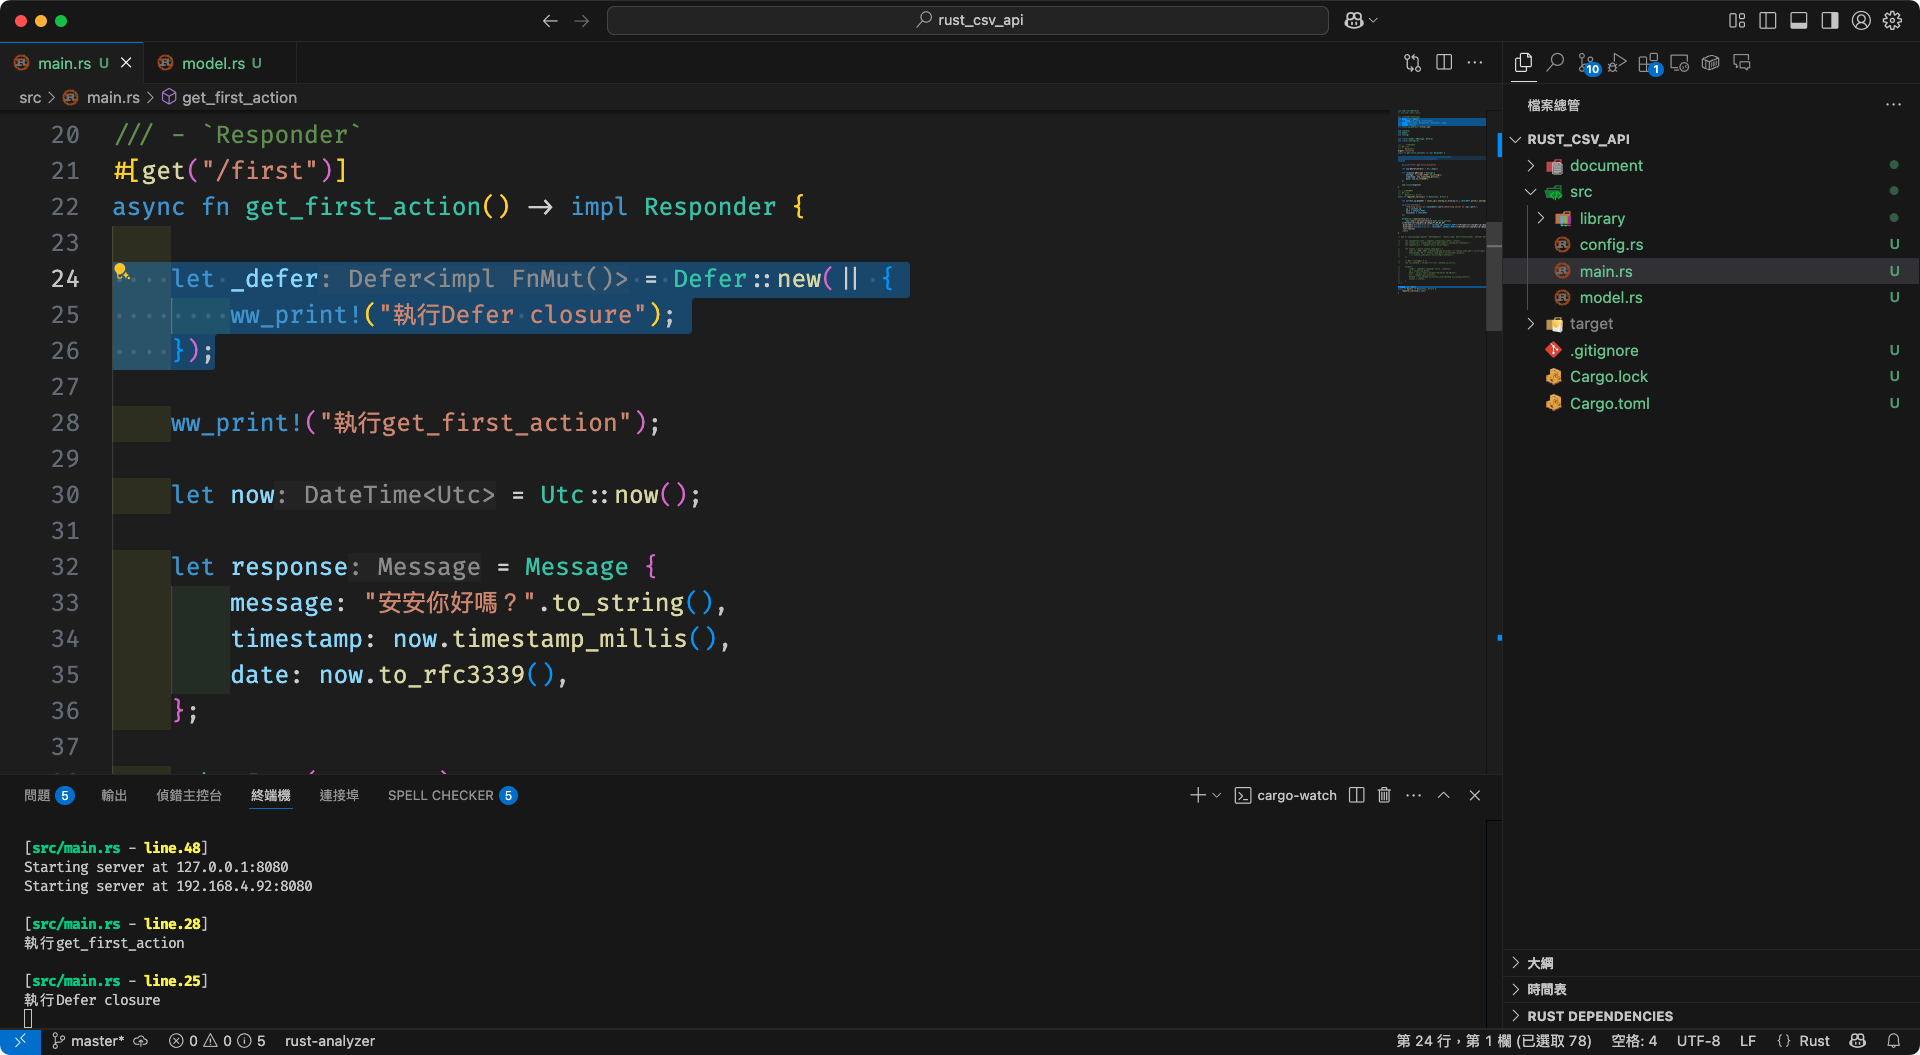 rust_csv_api
main.rs U
model.rs U
src > main.rs > get_first_action
20 /// - `Responder`
21 #[get("/first")]
22 async fn get_first_action() -> impl Responder {
23
24 let _defer: Defer<impl FnMut()> = Defer::new(|| {
25 ww_print!("執行Defer closure");
26 });
27
28 ww_print!("執行get_first_action");
29
30 let now: DateTime<Utc> = Utc::now();
31
32 let response: Message = Message {
33 message: "安安你好嗎？".to_string(),
34 timestamp: now.timestamp_millis(),
35 date: now.to_rfc3339(),
36 };
37
問題 5 輸出 偵錯主控台 終端機 連接埠 SPELL CHECKER 5
cargo-watch
[src/main.rs - line.48]
Starting server at 127.0.0.1:8080
Starting server at 192.168.4.92:8080
[src/main.rs - line.28]
執行get_first_action
[src/main.rs - line.25]
執行Defer closure
10
1
檔案總管
RUST_CSV_API
document
src
library
config.rs U
main.rs U
model.rs U
target
.gitignore U
Cargo.lock U
Cargo.toml U
大綱
時間表
RUST DEPENDENCIES
master* 0 0 5 rust-analyzer
第 24 行，第 1 欄 (已選取 78) 空格: 4 UTF-8 LF {} Rust